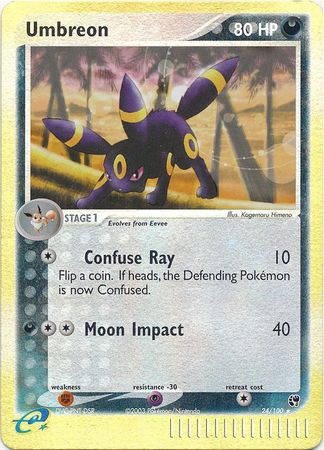 Umbreon 80 HP
Illus. Kagemaru Himeno
STAGE 1
Evolves from Eevee
Confuse Ray 10
Flip a coin. If heads, the Defending Pokémon
is now Confused.
Moon Impact 40
weakness resistance -30 retreat cost
©2003 Pokémon/Nintendo 24/100 ★
e